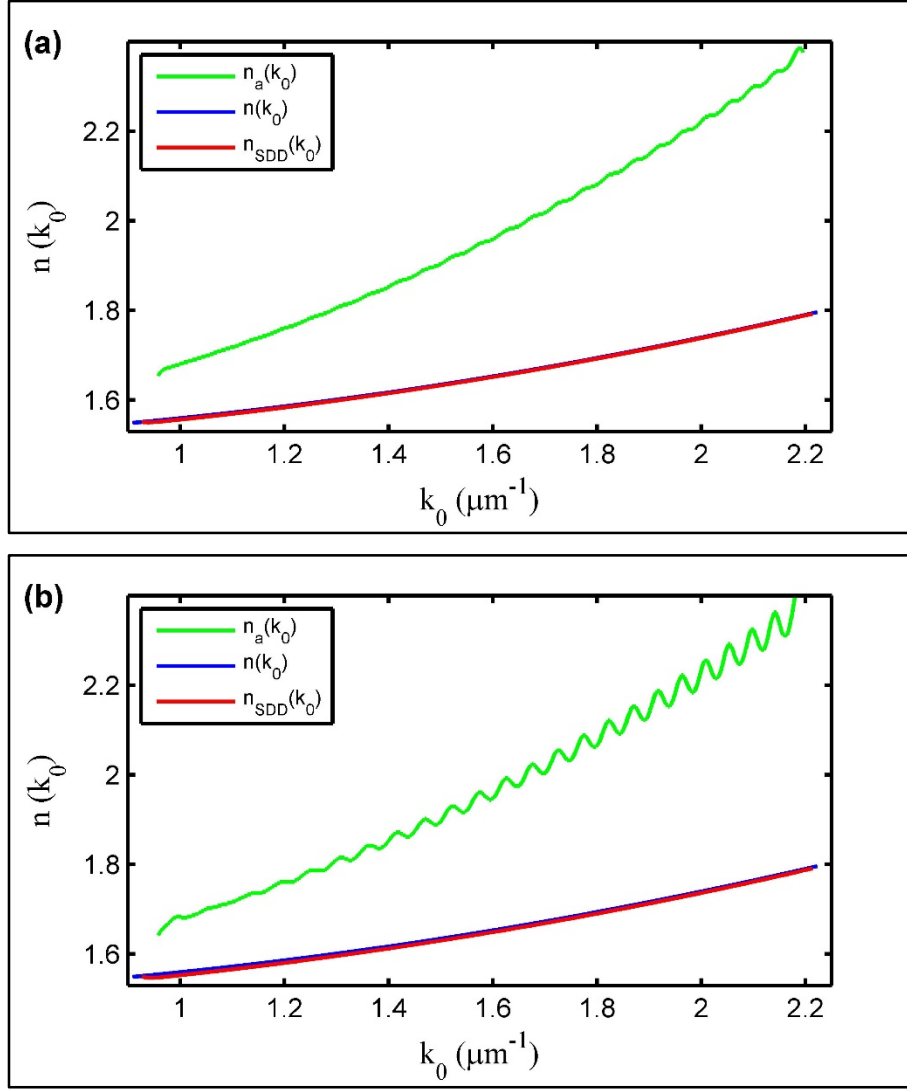 (a)
n_a(k_0)
n(k_0)
n_SDD(k_0)
n (k_0)
2.2
2
1.8
1.6
1 1.2 1.4 1.6 1.8 2 2.2
k_0 (μm^-1)
(b)
n_a(k_0)
n(k_0)
n_SDD(k_0)
n (k_0)
2.2
2
1.8
1.6
1 1.2 1.4 1.6 1.8 2 2.2
k_0 (μm^-1)